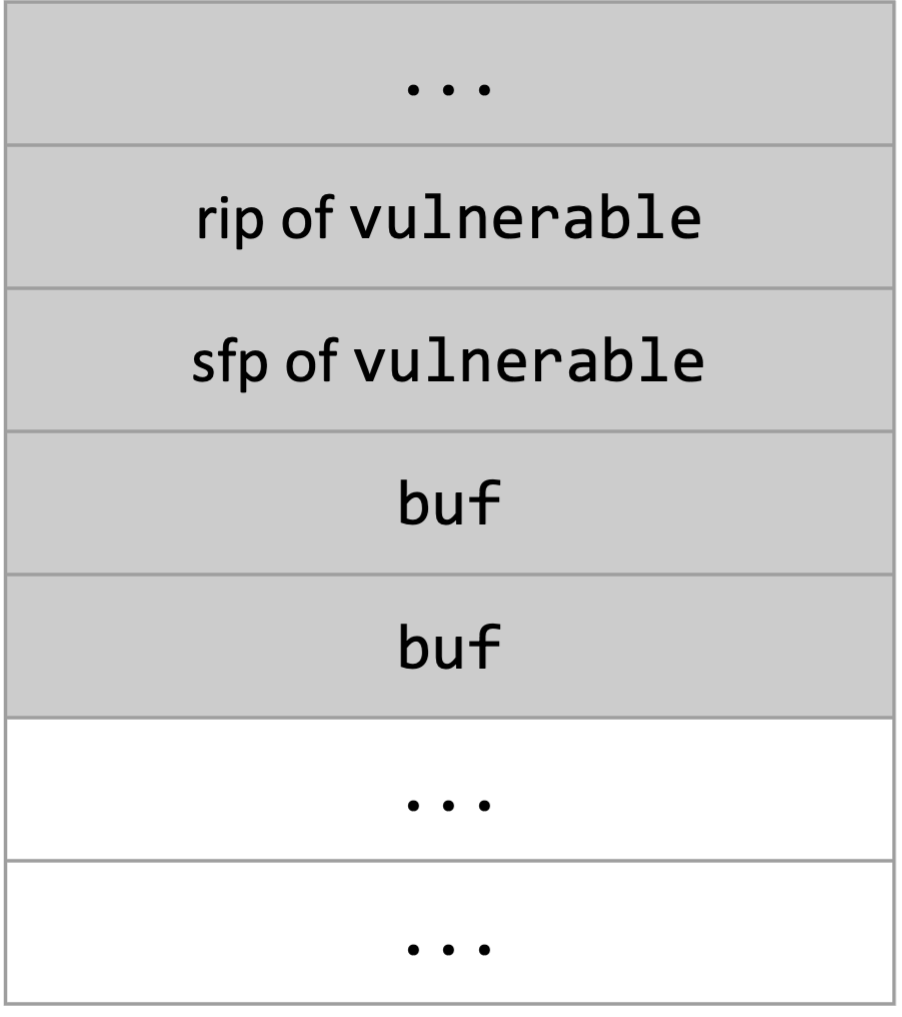 ...
rip of vulnerable
sfp of vulnerable
buf
buf
...
...